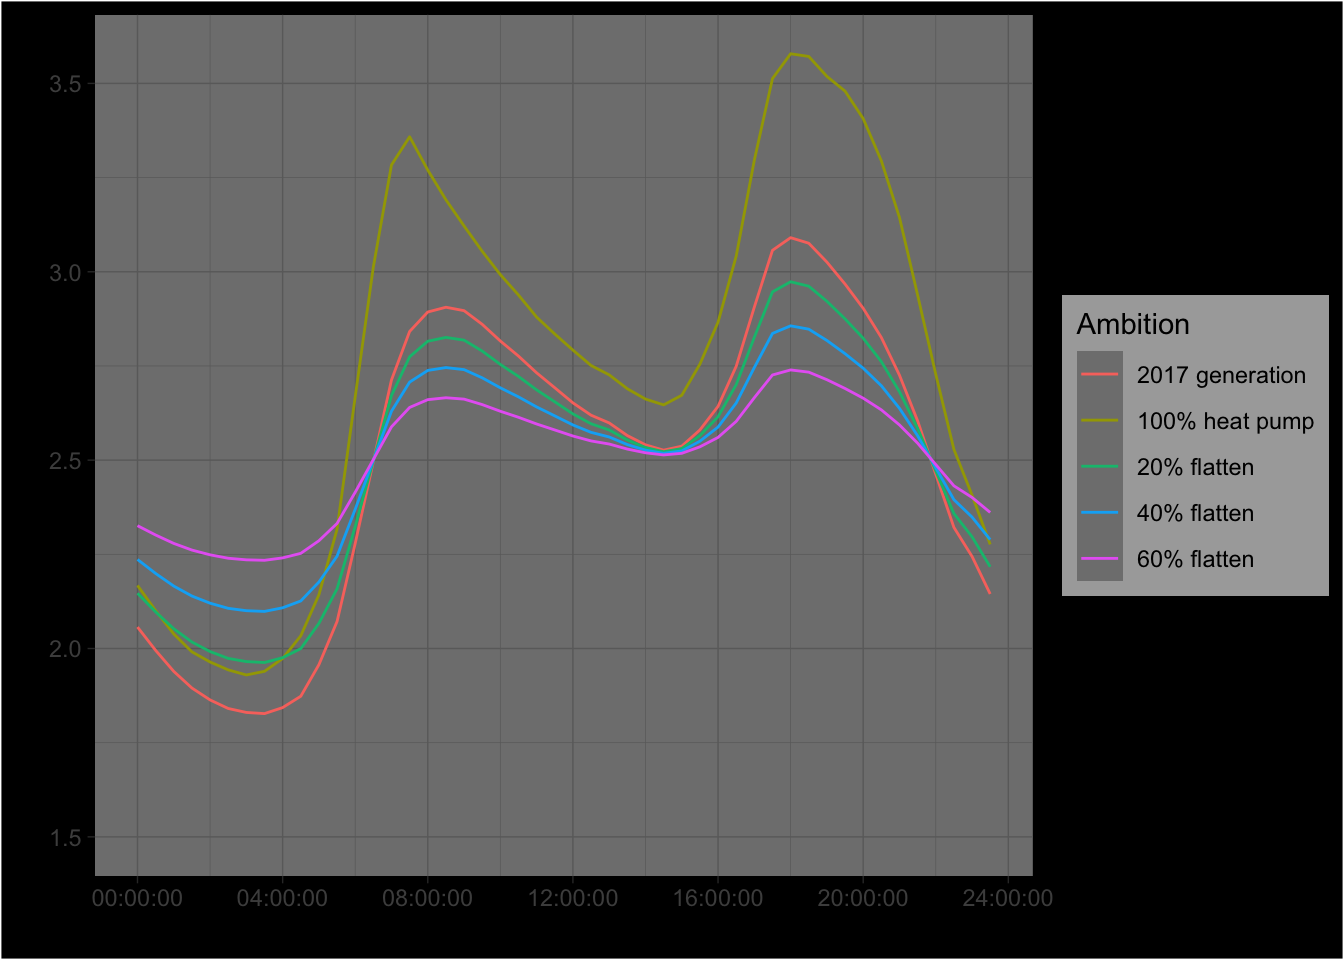 3.5
3.0
2.5
2.0
1.5
00:00:00 04:00:00 08:00:00 12:00:00 16:00:00 20:00:00 24:00:00
Ambition
2017 generation
100% heat pump
20% flatten
40% flatten
60% flatten